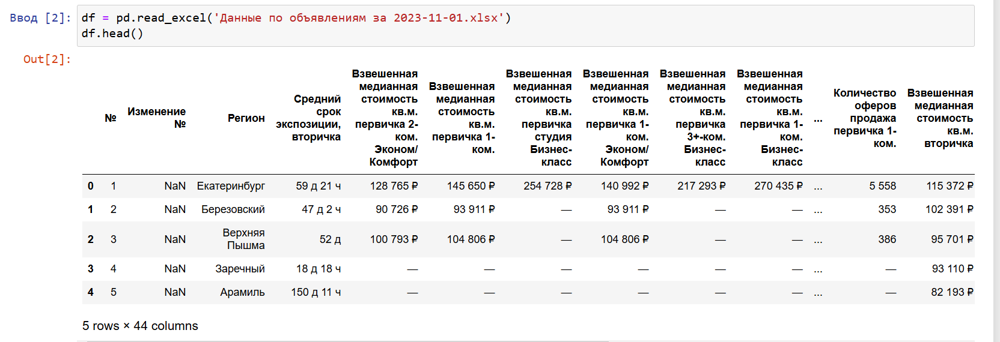 Ввод [2]: df = pd.read_excel('Данные по объявлениям за 2023-11-01.xlsx')
df.head()
Out[2]:
№ Изменение № Регион Средний срок экспозиции, вторичка Взвешенная медианная стоимость кв.м. первичка 2-ком. Эконом/Комфорт Взвешенная медианная стоимость кв.м. первичка 1-ком. Взвешенная медианная стоимость кв.м. первичка студия Бизнес-класс Взвешенная медианная стоимость кв.м. первичка 1-ком. Эконом/Комфорт Взвешенная медианная стоимость кв.м. первичка 3+-ком. Бизнес-класс Взвешенная медианная стоимость кв.м. первичка 1-ком. Бизнес-класс ... Количество оферов продажа первичка 1-ком. Взвешенная медианная стоимость кв.м. вторичка
0 1 NaN Екатеринбург 59 д 21 ч 128 765 ₽ 145 650 ₽ 254 728 ₽ 140 992 ₽ 217 293 ₽ 270 435 ₽ ... 5 558 115 372 ₽
1 2 NaN Березовский 47 д 2 ч 90 726 ₽ 93 911 ₽ — 93 911 ₽ — — ... 353 102 391 ₽
2 3 NaN Верхняя Пышма 52 д 100 793 ₽ 104 806 ₽ — 104 806 ₽ — — ... 386 95 701 ₽
3 4 NaN Заречный 18 д 18 ч — — — — — — ... — 93 110 ₽
4 5 NaN Арамиль 150 д 11 ч — — — — — — ... — 82 193 ₽
5 rows × 44 columns